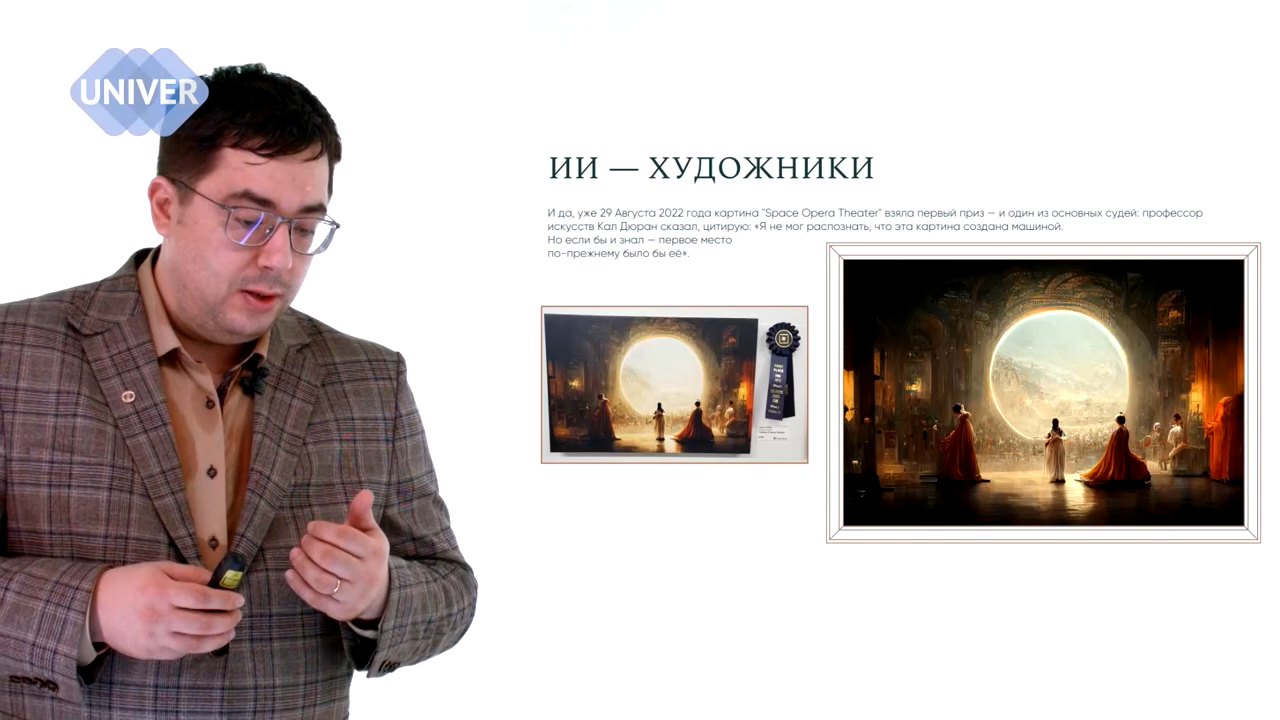 UNIVER
ИИ — ХУДОЖНИКИ
И да, уже 29 Августа 2022 года картина "Space Opera Theater" взяла первый приз — и один из основных судей: профессор
искусств Кал Дюран сказал, цитирую: «Я не мог распознать, что эта картина создана машиной.
Но если бы и знал — первое место
по-прежнему было бы её».
FIRST
PLACE